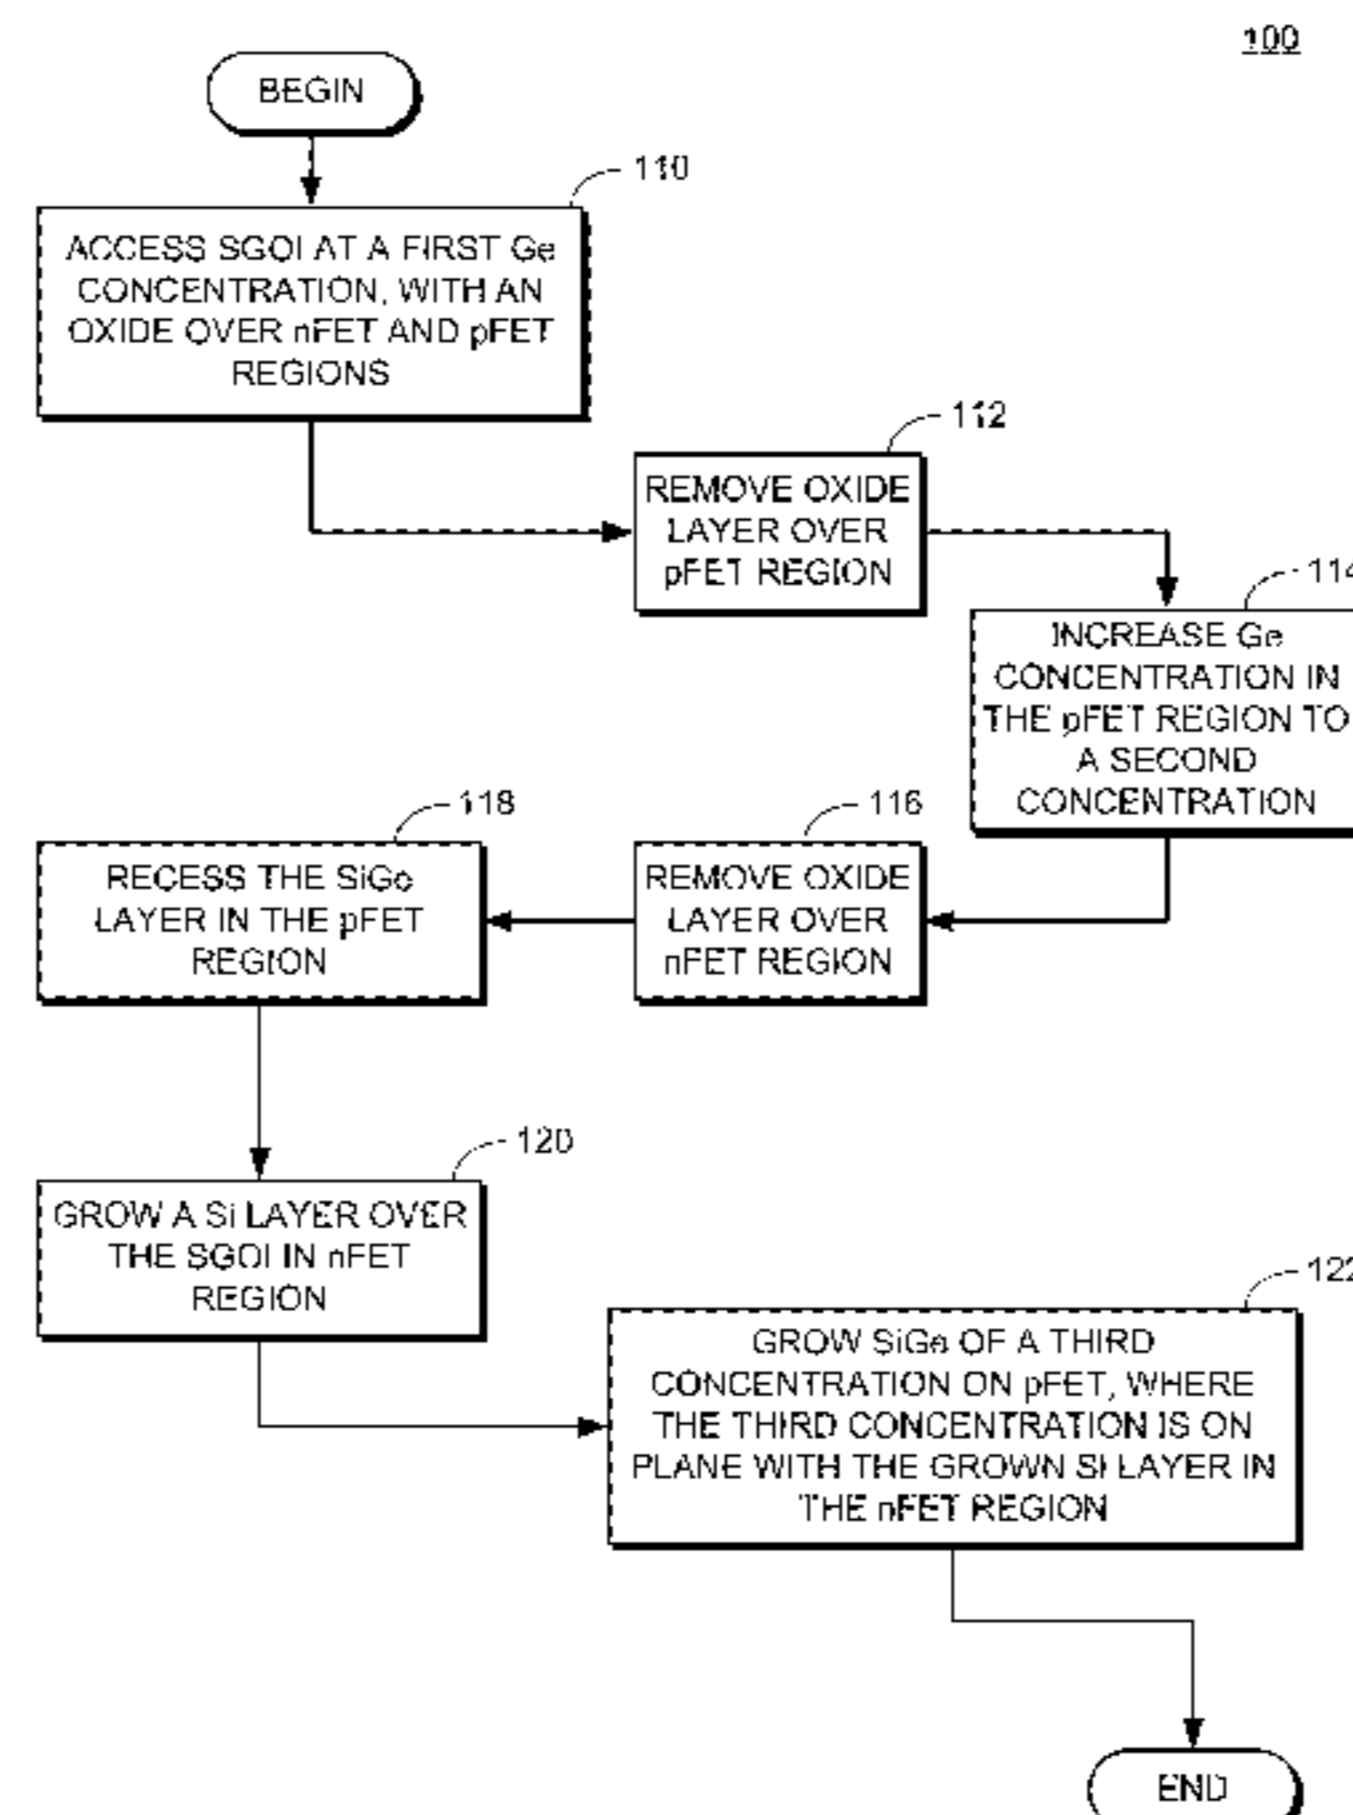 100
BEGIN
110
ACCESS SGOI AT A FIRST Ge
CONCENTRATION, WITH AN
OXIDE OVER nFET AND pFET
REGIONS
112
REMOVE OXIDE
LAYER OVER
pFET REGION
114
INCREASE Ge
CONCENTRATION IN
THE pFET REGION TO
A SECOND
CONCENTRATION
116
REMOVE OXIDE
LAYER OVER
nFET REGION
118
RECESS THE SiGe
LAYER IN THE pFET
REGION
120
GROW A Si LAYER OVER
THE SGOI IN nFET
REGION
122
GROW SiGe OF A THIRD
CONCENTRATION ON pFET, WHERE
THE THIRD CONCENTRATION IS ON
PLANE WITH THE GROWN Si LAYER IN
THE nFET REGION
END